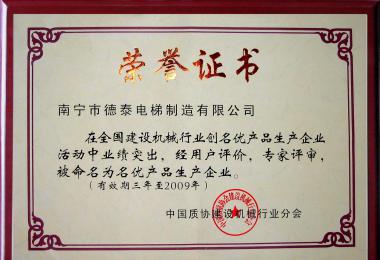 荣誉证书
南宁市德泰电梯制造有限公司
在全国建设机械行业创名优产品生产企业
活动中业绩突出，经用户评价，专家评审，
被命名为名优产品生产企业。
（有效期三年至2009年）
中国质协建设机械行业分会